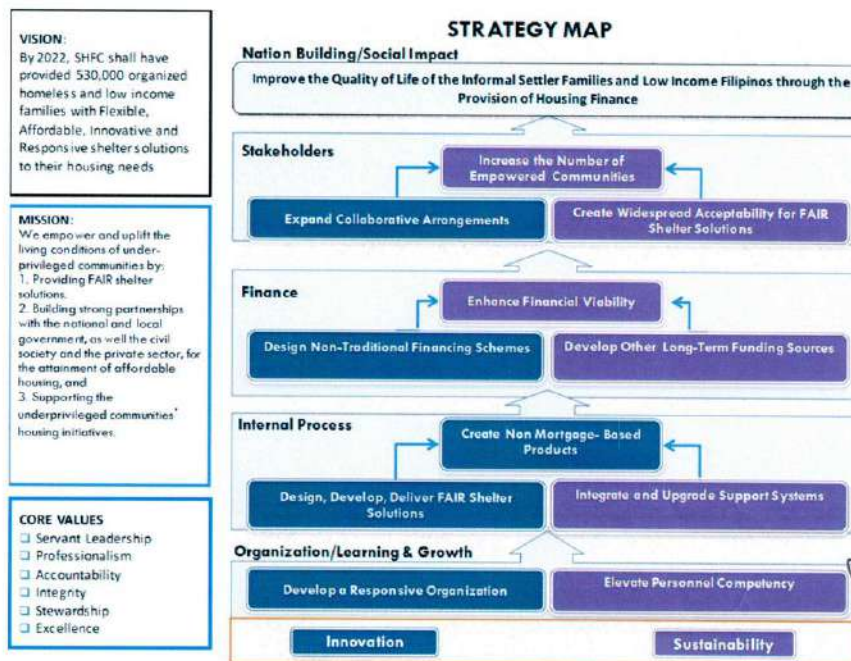 STRATEGY MAP
VISION:
By 2022, SHFC shall have
provided 530,000 organized
homeless and low income
families with Flexible,
Affordable, Innovative and
Responsive shelter solutions
to their housing needs
MISSION:
We empower and uplift the
living conditions of under-
privileged communities by:
1. Providing FAIR shelter
solutions.
2. Building strong partnerships
with the national and local
government, as well the civil
society and the private sector, for
the attainment of affordable
housing, and
3. Supporting the
underprivileged communities'
housing initiatives.
CORE VALUES
Servant Leadership
Professionalism
Accountability
Integrity
Stewardship
Excellence
Nation Building/Social Impact
Improve the Quality of Life of the Informal Settler Families and Low Income Filipinos through the
Provision of Housing Finance
Stakeholders
Increase the Number of
Empowered Communities
Expand Collaborative Arrangements
Create Widespread Acceptability for FAIR
Shelter Solutions
Finance
Enhance Financial Viability
Design Non-Traditional Financing Schemes
Develop Other Long-Term Funding Sources
Internal Process
Create Non Mortgage- Based
Products
Design, Develop, Deliver FAIR Shelter
Solutions
Integrate and Upgrade Support Systems
Organization/Learning & Growth
Develop a Responsive Organization
Elevate Personnel Competency
Innovation
Sustainability